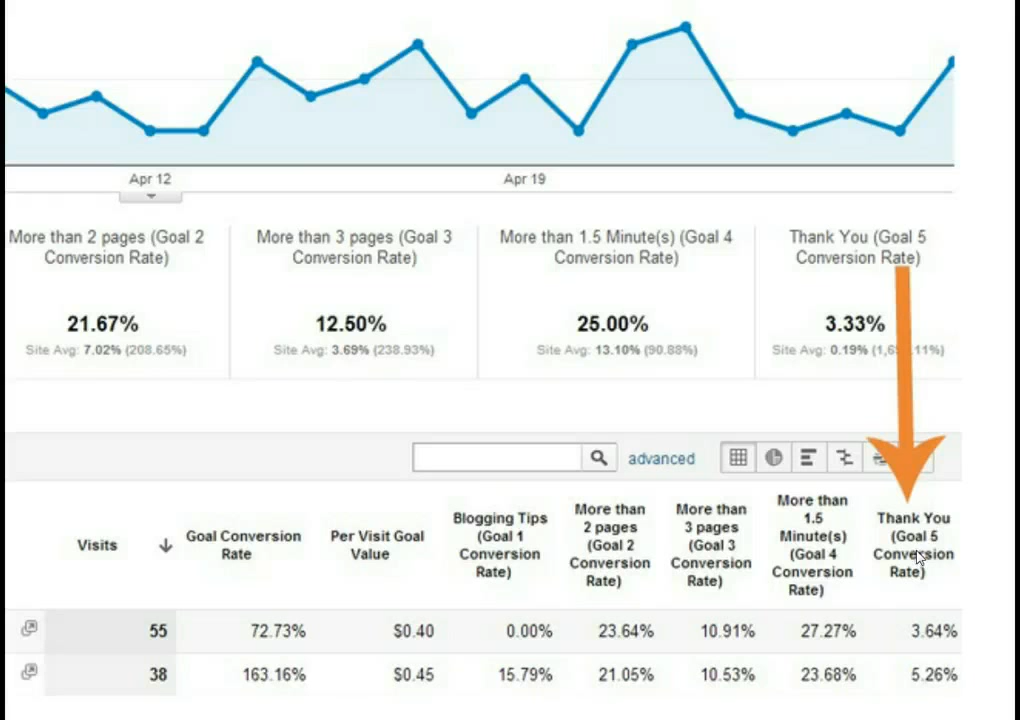 Apr 12 Apr 19
More than 2 pages (Goal 2
Conversion Rate)
21.67%
Site Avg: 7.02% (208.65%)
More than 3 pages (Goal 3
Conversion Rate)
12.50%
Site Avg: 3.69% (238.93%)
More than 1.5 Minute(s) (Goal 4
Conversion Rate)
25.00%
Site Avg: 13.10% (90.88%)
Thank You (Goal 5
Conversion Rate)
3.33%
Site Avg: 0.19%
advanced
Visits
Goal Conversion
Rate
Per Visit Goal
Value
Blogging Tips
(Goal 1
Conversion
Rate)
More than
2 pages
(Goal 2
Conversion
Rate)
More than
3 pages
(Goal 3
Conversion
Rate)
More than
1.5
Minute(s)
(Goal 4
Conversion
Rate)
Thank You
(Goal 5
Conversion
Rate)
55 72.73% $0.40 0.00% 23.64% 10.91% 27.27% 3.64%
38 163.16% $0.45 15.79% 21.05% 10.53% 23.68% 5.26%